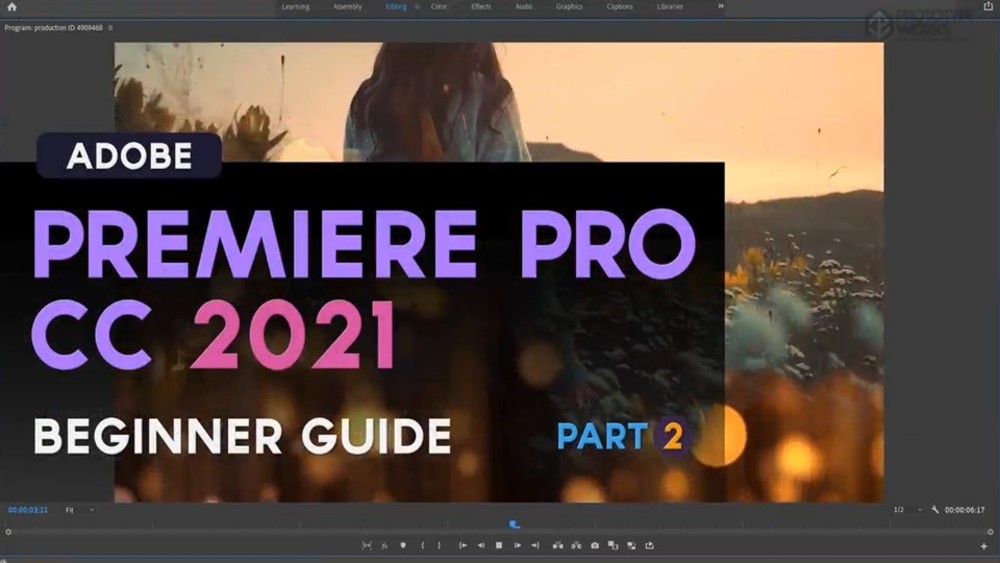 Learning Assembly Editing Color Effects Audio Graphics Captions Libraries
Program: production ID 4909468
PROTOTYPE
WORKS
ADOBE
PREMIERE PRO
CC 2021
BEGINNER GUIDE
PART 2
00:00:03:11 Fit 1/2 00:00:06:17